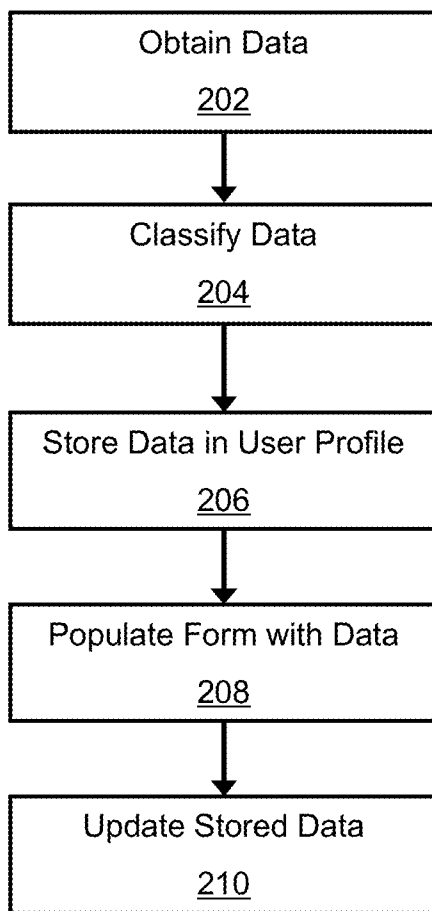 Obtain Data
202
Classify Data
204
Store Data in User Profile
206
Populate Form with Data
208
Update Stored Data
210